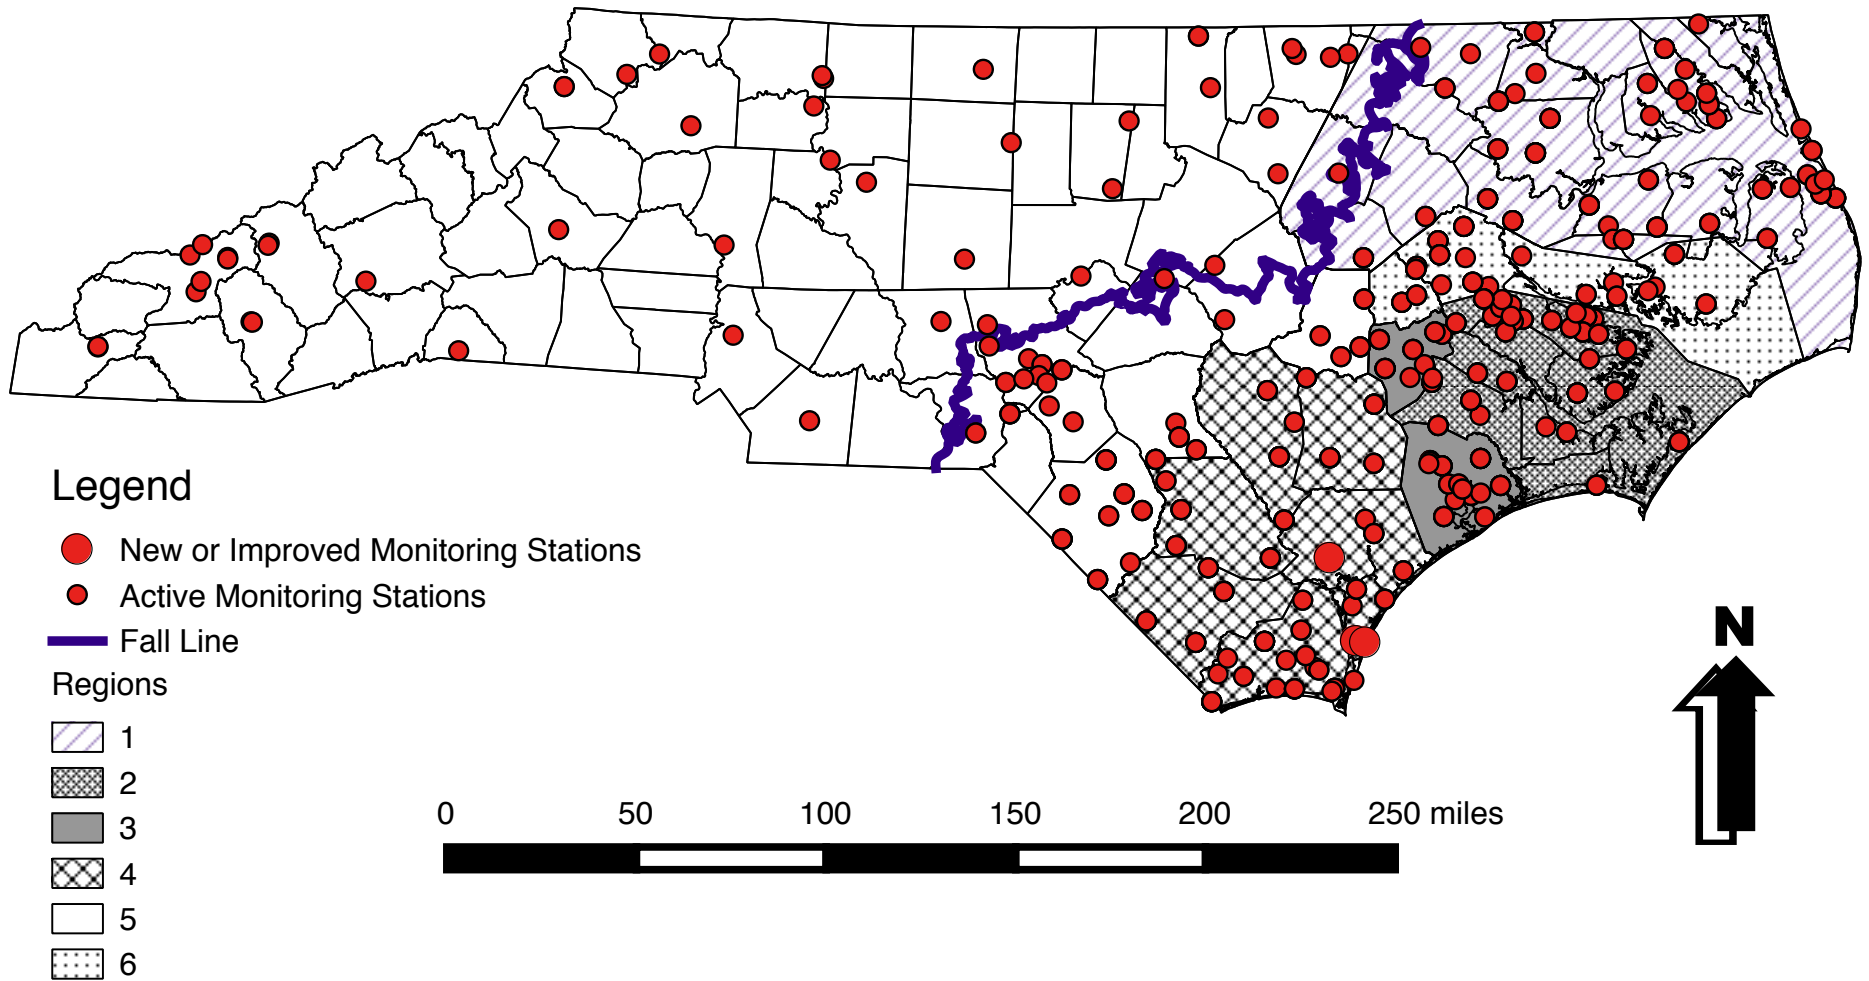 Legend
New or Improved Monitoring Stations
Active Monitoring Stations
Fall Line
Regions
1
2
3
4
5
6
0 50 100 150 200 250 miles
N